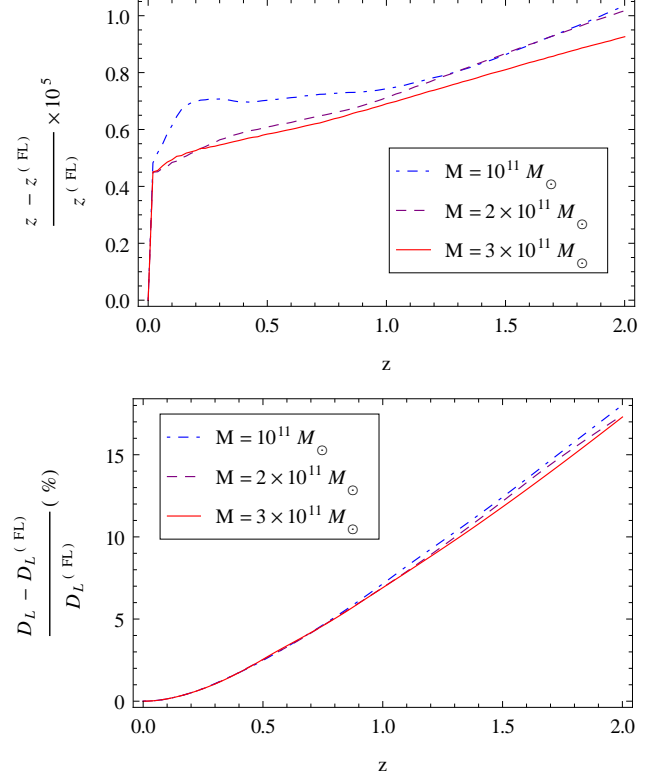 1.0
0.8
0.6
0.4
0.2
0.0
z − z^(FL) / z^(FL) × 10^5
M = 10^11 M_⊙
M = 2 × 10^11 M_⊙
M = 3 × 10^11 M_⊙
0.0 0.5 1.0 1.5 2.0
z
15
10
5
0
D_L − D_L^(FL) / D_L^(FL) (%)
M = 10^11 M_⊙
M = 2 × 10^11 M_⊙
M = 3 × 10^11 M_⊙
0.0 0.5 1.0 1.5 2.0
z